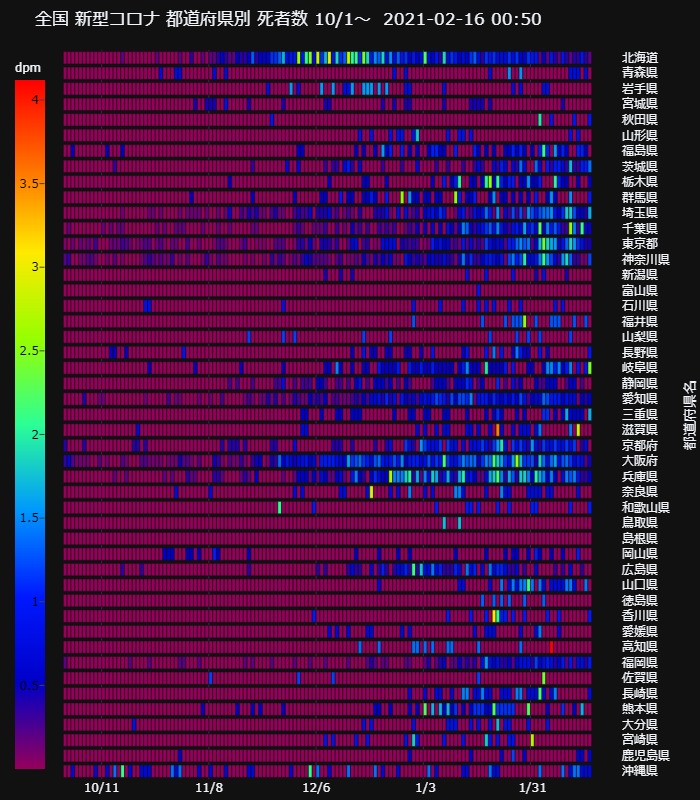 全国 新型コロナ 都道府県別 死者数 10/1～ 2021-02-16 00:50
dpm
4
3.5
3
2.5
2
1.5
1
0.5
北海道
青森県
岩手県
宮城県
秋田県
山形県
福島県
茨城県
栃木県
群馬県
埼玉県
千葉県
東京都
神奈川県
新潟県
富山県
石川県
福井県
山梨県
長野県
岐阜県
静岡県
愛知県
三重県
滋賀県
京都府
大阪府
兵庫県
奈良県
和歌山県
鳥取県
島根県
岡山県
広島県
山口県
徳島県
香川県
愛媛県
高知県
福岡県
佐賀県
長崎県
熊本県
大分県
宮崎県
鹿児島県
沖縄県
都道府県名
10/11 11/8 12/6 1/3 1/31